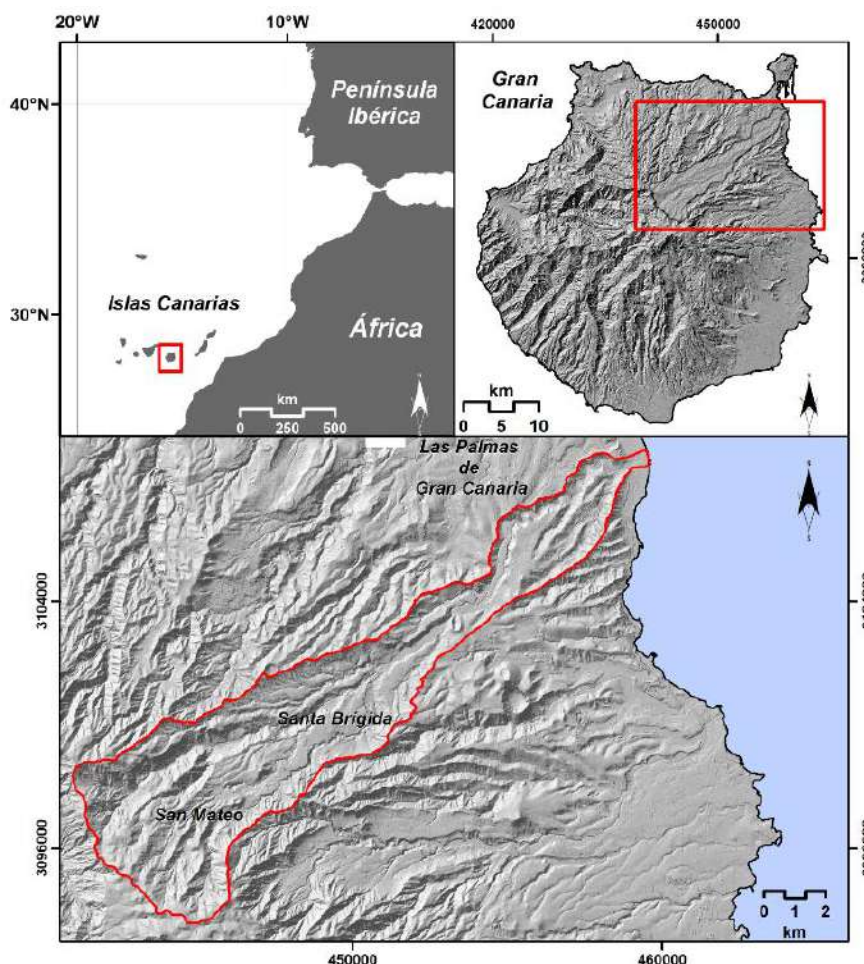 20°W
10°W
420000
450000
40°N
30°N
Península
Ibérica
Islas Canarias
África
km
0 250 500
Gran
Canaria
km
0 5 10
Las Palmas
de
Gran Canaria
3104000
Santa Brígida
San Mateo
3096000
0 1 2
km
450000
460000